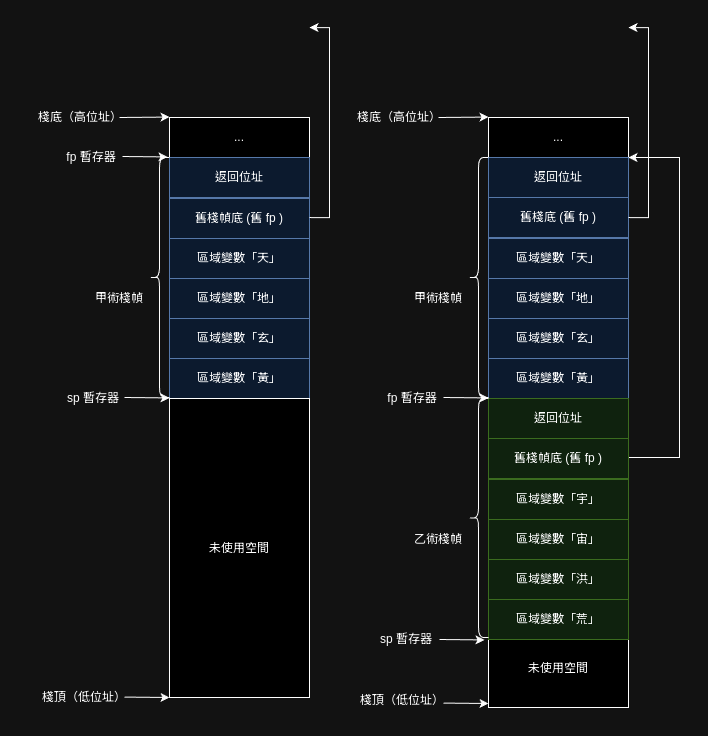 棧底（高位址）
...
fp 暫存器
返回位址
舊棧幀底 (舊 fp )
區域變數「天」
甲術棧幀
區域變數「地」
區域變數「玄」
區域變數「黃」
sp 暫存器
未使用空間
棧頂（低位址）
棧底（高位址）
...
返回位址
舊棧底 (舊 fp )
區域變數「天」
甲術棧幀
區域變數「地」
區域變數「玄」
區域變數「黃」
fp 暫存器
返回位址
舊棧幀底 (舊 fp )
區域變數「宇」
乙術棧幀
區域變數「宙」
區域變數「洪」
區域變數「荒」
sp 暫存器
未使用空間
棧頂（低位址）